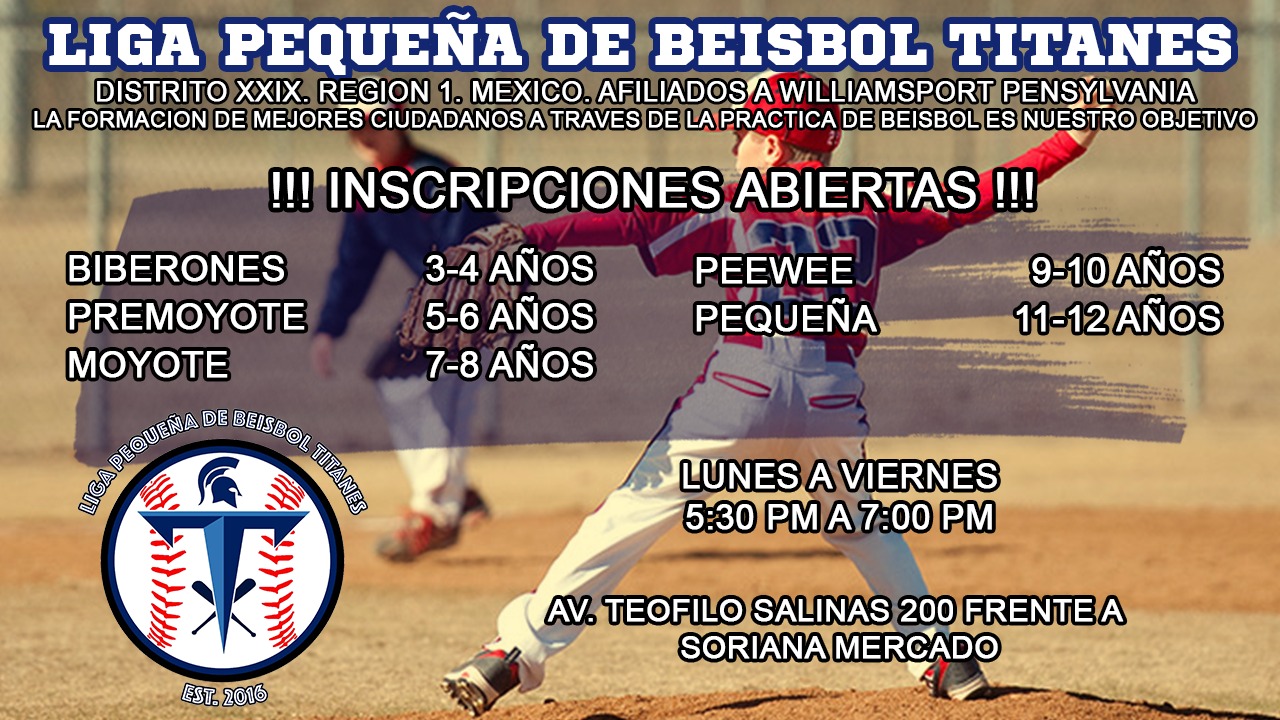 LIGA PEQUEÑA DE BEISBOL TITANES
DISTRITO XXIX. REGION 1. MEXICO. AFILIADOS A WILLIAMSPORT PENSYLVANIA
LA FORMACION DE MEJORES CIUDADANOS A TRAVES DE LA PRACTICA DE BEISBOL ES NUESTRO OBJETIVO
!!! INSCRIPCIONES ABIERTAS !!!
BIBERONES 3-4 AÑOS
PREMOYOTE 5-6 AÑOS
MOYOTE 7-8 AÑOS
PEEWEE 9-10 AÑOS
PEQUEÑA 11-12 AÑOS
LUNES A VIERNES
5:30 PM A 7:00 PM
AV. TEOFILO SALINAS 200 FRENTE A
SORIANA MERCADO
LIGA PEQUEÑA DE BEISBOL TITANES
T
EST. 2016